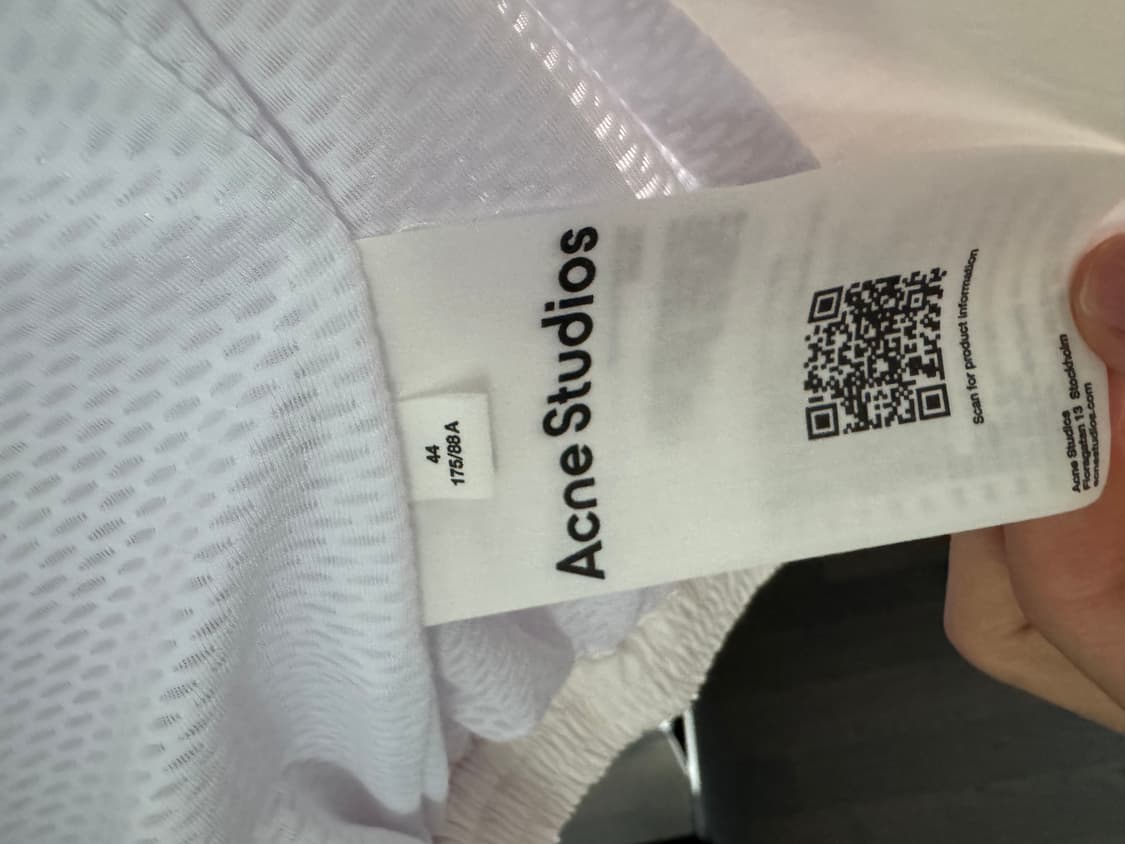 44
175/88A
Acne Studios
Scan for product information
Acne Studios
Floragatan 13 Stockholm
acnestudios.com